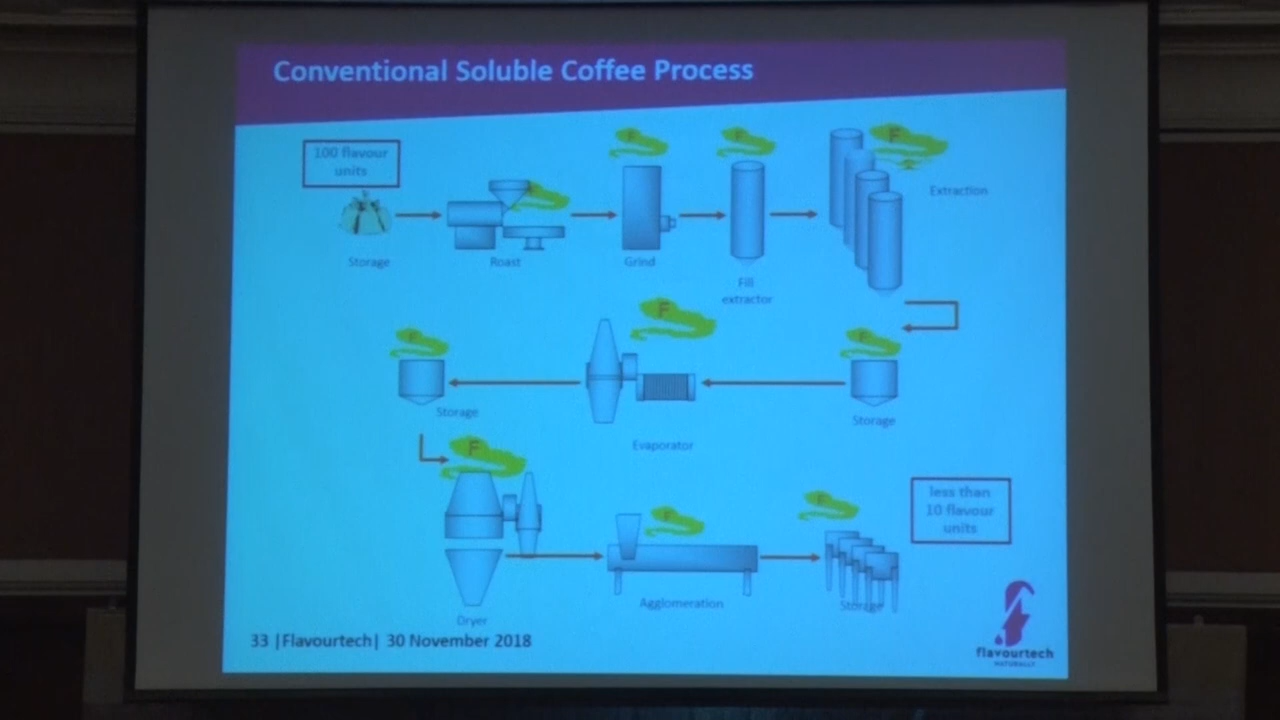 Conventional Soluble Coffee Process
100 flavour
units
F
F
F
F
Extraction
Storage
Roast
Grind
Fill
extractor
F
F
F
Storage
Evaporator
Storage
F
F
F
less than
10 flavour
units
Dryer
Agglomeration
Storage
33 |Flavourtech| 30 November 2018
flavourtech
NATURALLY